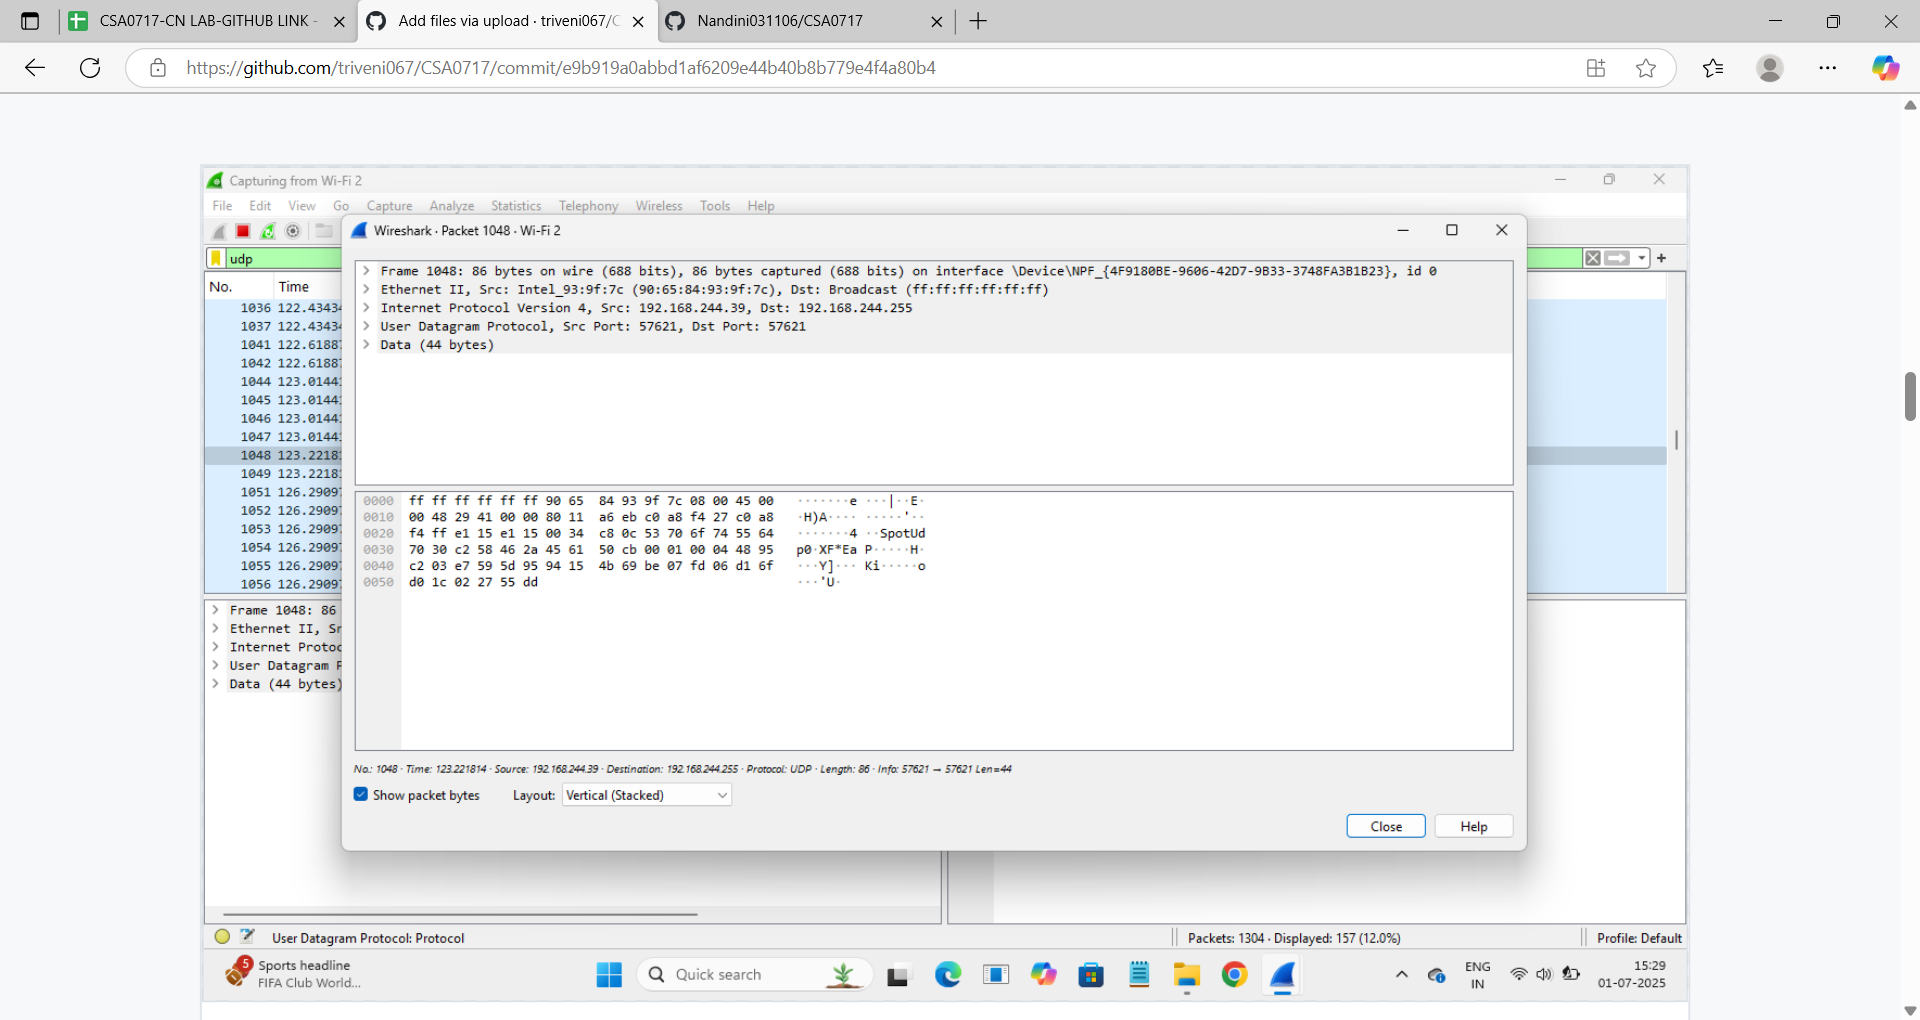 CSA0717-CN LAB-GITHUB LINK -
Add files via upload · triveni067/C
Nandini031106/CSA0717
https://github.com/triveni067/CSA0717/commit/e9b919a0abbd1af6209e44b40b8b779e4f4a80b4
Capturing from Wi-Fi 2
File Edit View Go Capture Analyze Statistics Telephony Wireless Tools Help
Wireshark · Packet 1048 · Wi-Fi 2
udp
No. Time
1036 122.4343
1037 122.4343
1041 122.6188
1042 122.6188
1044 123.0144
1045 123.0144
1046 123.0144
1047 123.0144
1048 123.2218
1049 123.2218
1051 126.2909
1052 126.2909
1053 126.2909
1054 126.2909
1055 126.2909
1056 126.2909
Frame 1048: 86 bytes on wire (688 bits), 86 bytes captured (688 bits) on interface \Device\NPF_{4F9180BE-9606-42D7-9B33-3748FA3B1B23}, id 0
Ethernet II, Src: Intel_93:9f:7c (90:65:84:93:9f:7c), Dst: Broadcast (ff:ff:ff:ff:ff:ff)
Internet Protocol Version 4, Src: 192.168.244.39, Dst: 192.168.244.255
User Datagram Protocol, Src Port: 57621, Dst Port: 57621
Data (44 bytes)
0000 ff ff ff ff ff ff 90 65 84 93 9f 7c 08 00 45 00 ·······e ···|··E·
0010 00 48 29 41 00 00 80 11 a6 eb c0 a8 f4 27 c0 a8 ·H)A···· ·····'··
0020 f4 ff e1 15 e1 15 00 34 c8 0c 53 70 6f 74 55 64 ·······4 ··SpotUd
0030 70 30 c2 58 46 2a 45 61 50 cb 00 01 00 04 48 95 p0·XF*Ea P·····H·
0040 c2 03 e7 59 5d 95 94 15 4b 69 be 07 fd 06 d1 6f ···Y]··· Ki·····o
0050 d0 1c 02 27 55 dd ···'U·
Frame 1048: 86
Ethernet II, Sr
Internet Protoc
User Datagram P
Data (44 bytes)
No.: 1048 · Time: 123.221814 · Source: 192.168.244.39 · Destination: 192.168.244.255 · Protocol: UDP · Length: 86 · Info: 57621 → 57621 Len=44
Show packet bytes Layout: Vertical (Stacked)
Close Help
User Datagram Protocol: Protocol
Packets: 1304 · Displayed: 157 (12.0%)
Profile: Default
5
Sports headline
FIFA Club World...
Quick search
ENG
IN
15:29
01-07-2025